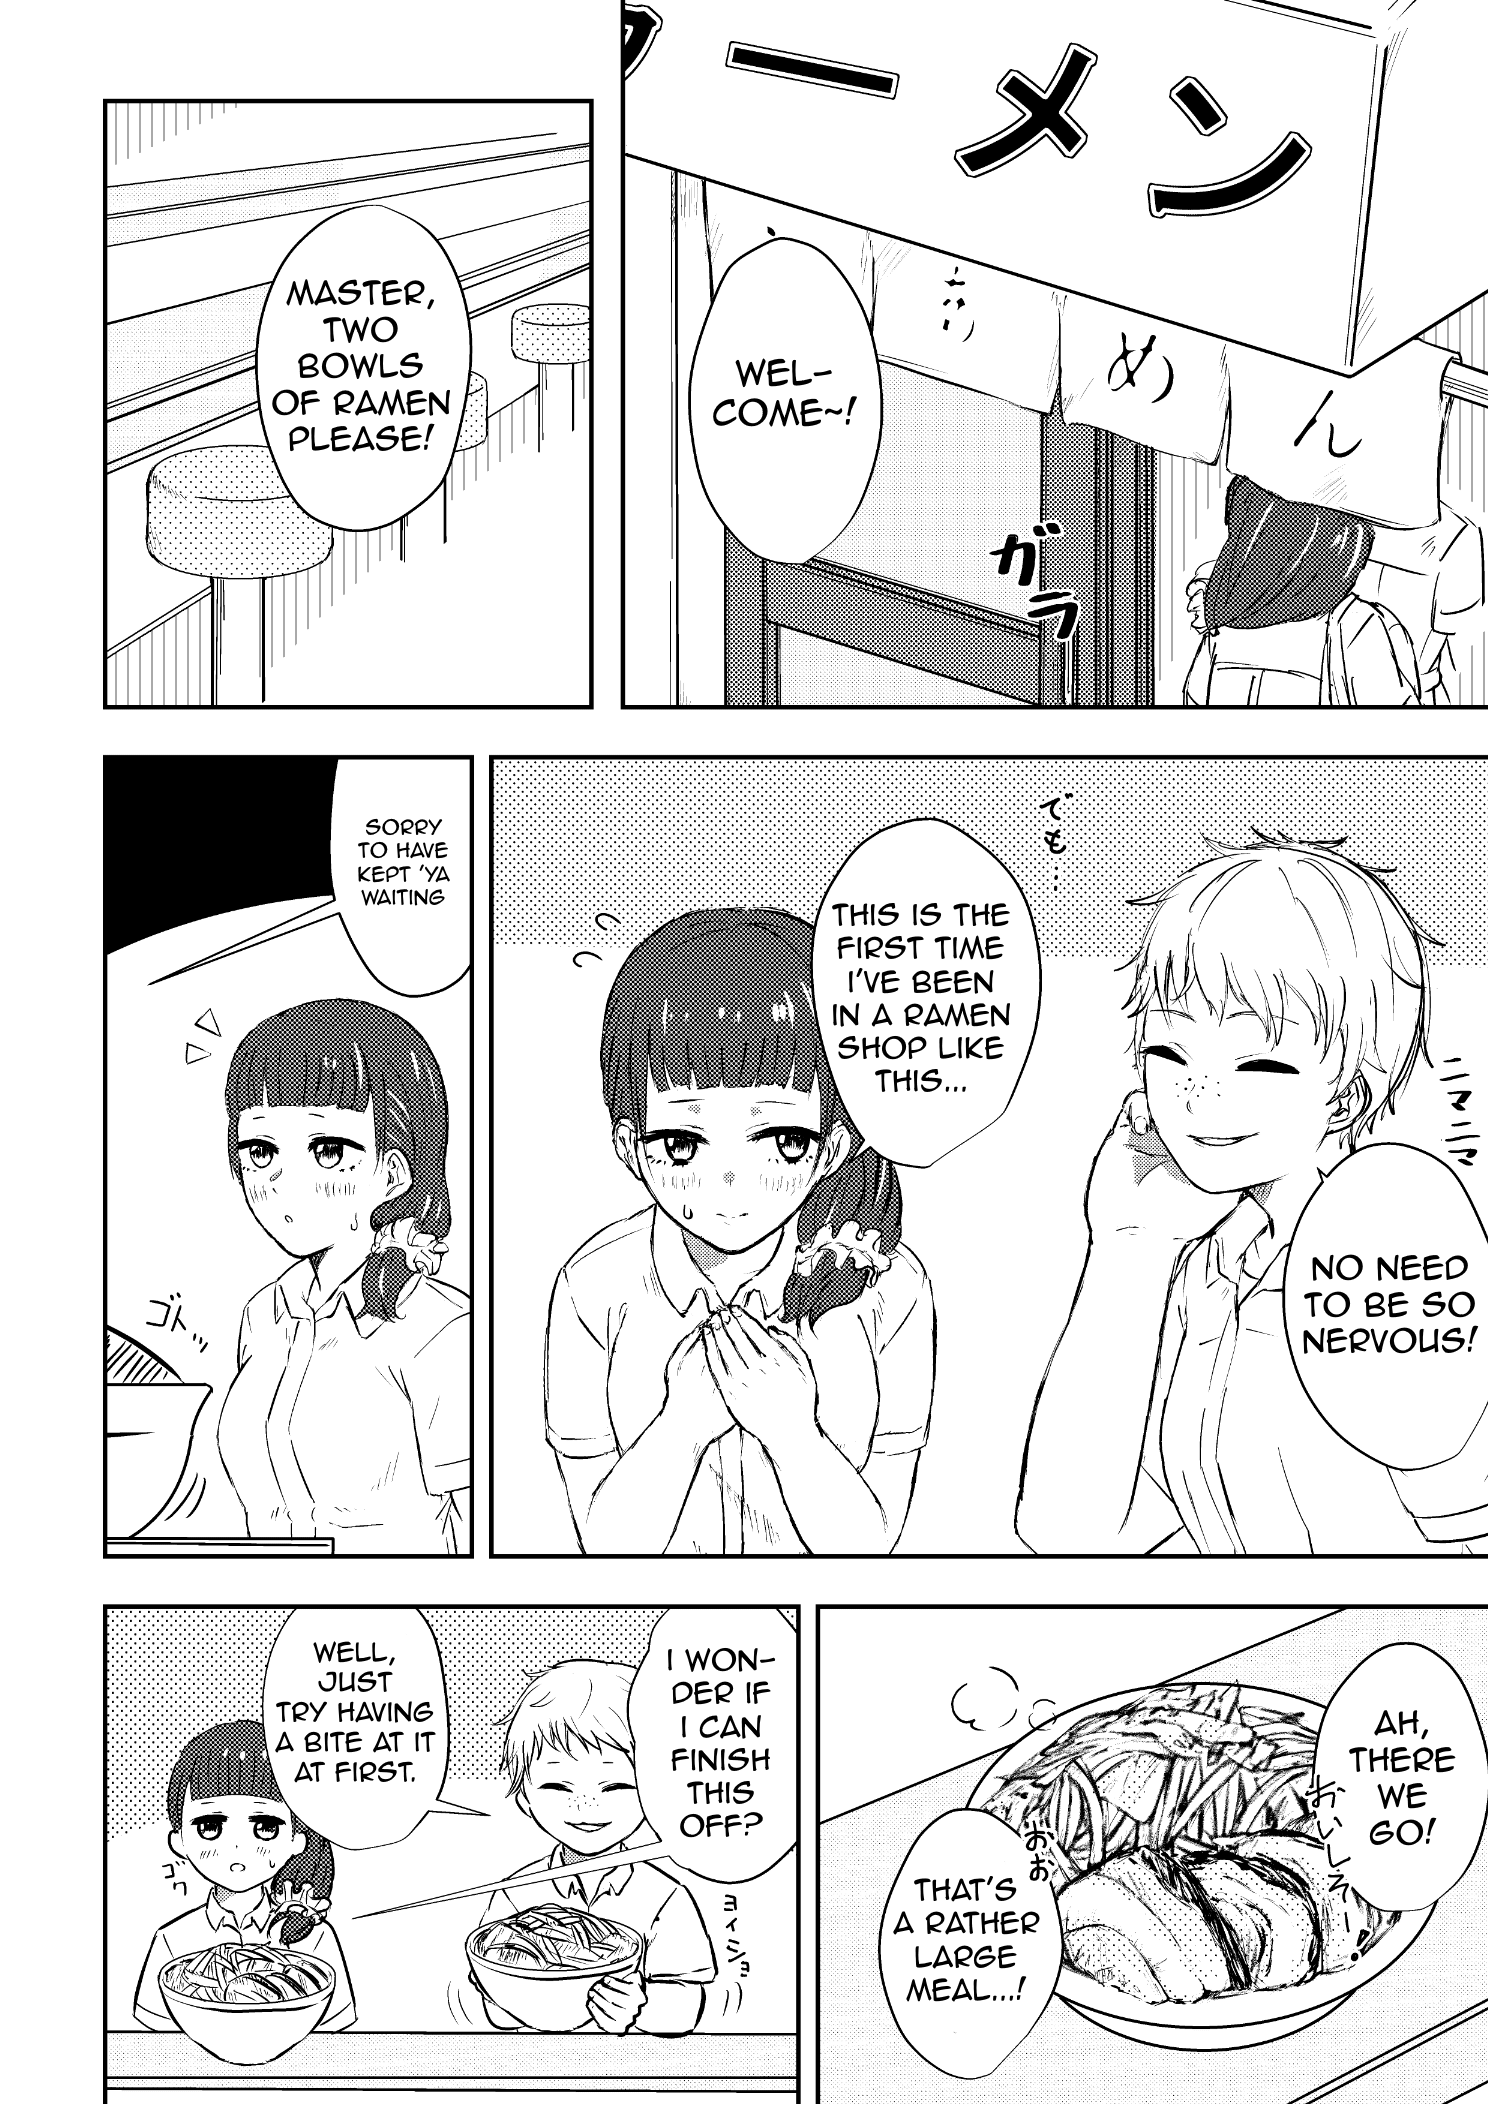 ーメン
めん
WEL-
COME~!
ガラ
MASTER,
TWO
BOWLS
OF RAMEN
PLEASE!
でも…
NO NEED
TO BE SO
NERVOUS!
ニマニマ
THIS IS THE
FIRST TIME
I'VE BEEN
IN A RAMEN
SHOP LIKE
THIS...
SORRY
TO HAVE
KEPT 'YA
WAITING
ゴトッ
AH,
THERE
WE
GO!
おいしそー!
おお
THAT'S
A RATHER
LARGE
MEAL...!
I WON-
DER IF
I CAN
FINISH
THIS
OFF?
ヨイショ
WELL,
JUST
TRY HAVING
A BITE AT IT
AT FIRST.
ゴク